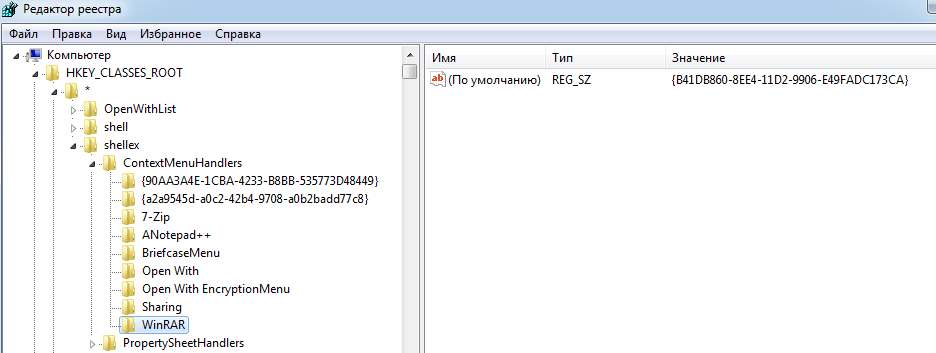 Редактор реестра
Файл Правка Вид Избранное Справка
Компьютер
HKEY_CLASSES_ROOT
*
OpenWithList
shell
shellex
ContextMenuHandlers
{90AA3A4E-1CBA-4233-B8BB-535773D48449}
{a2a9545d-a0c2-42b4-9708-a0b2badd77c8}
7-Zip
ANotepad++
BriefcaseMenu
Open With
Open With EncryptionMenu
Sharing
WinRAR
PropertySheetHandlers
Имя Тип Значение
ab (По умолчанию) REG_SZ {B41DB860-8EE4-11D2-9906-E49FADC173CA}